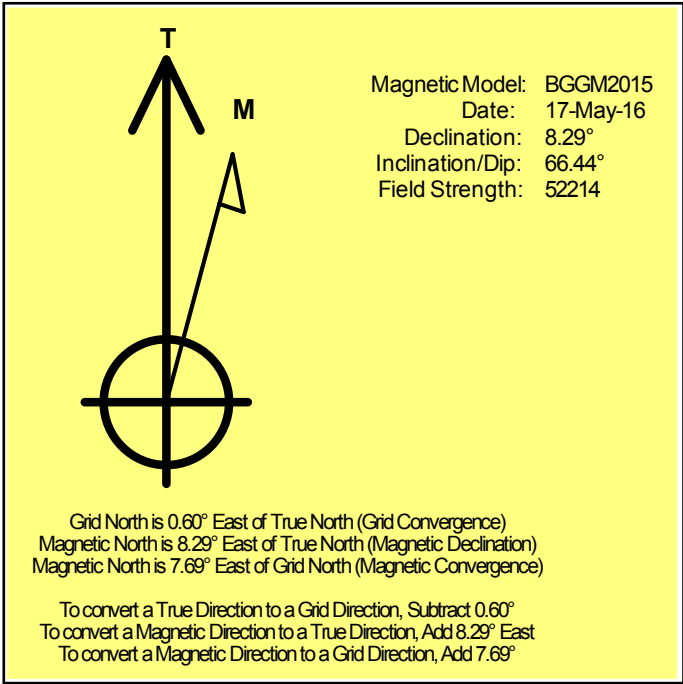 T
M
Magnetic Model: BGGM2015
Date: 17-May-16
Declination: 8.29°
Inclination/Dip: 66.44°
Field Strength: 52214
Grid North is 0.60° East of True North (Grid Convergence)
Magnetic North is 8.29° East of True North (Magnetic Declination)
Magnetic North is 7.69° East of Grid North (Magnetic Convergence)
To convert a True Direction to a Grid Direction, Subtract 0.60°
To convert a Magnetic Direction to a True Direction, Add 8.29° East
To convert a Magnetic Direction to a Grid Direction, Add 7.69°